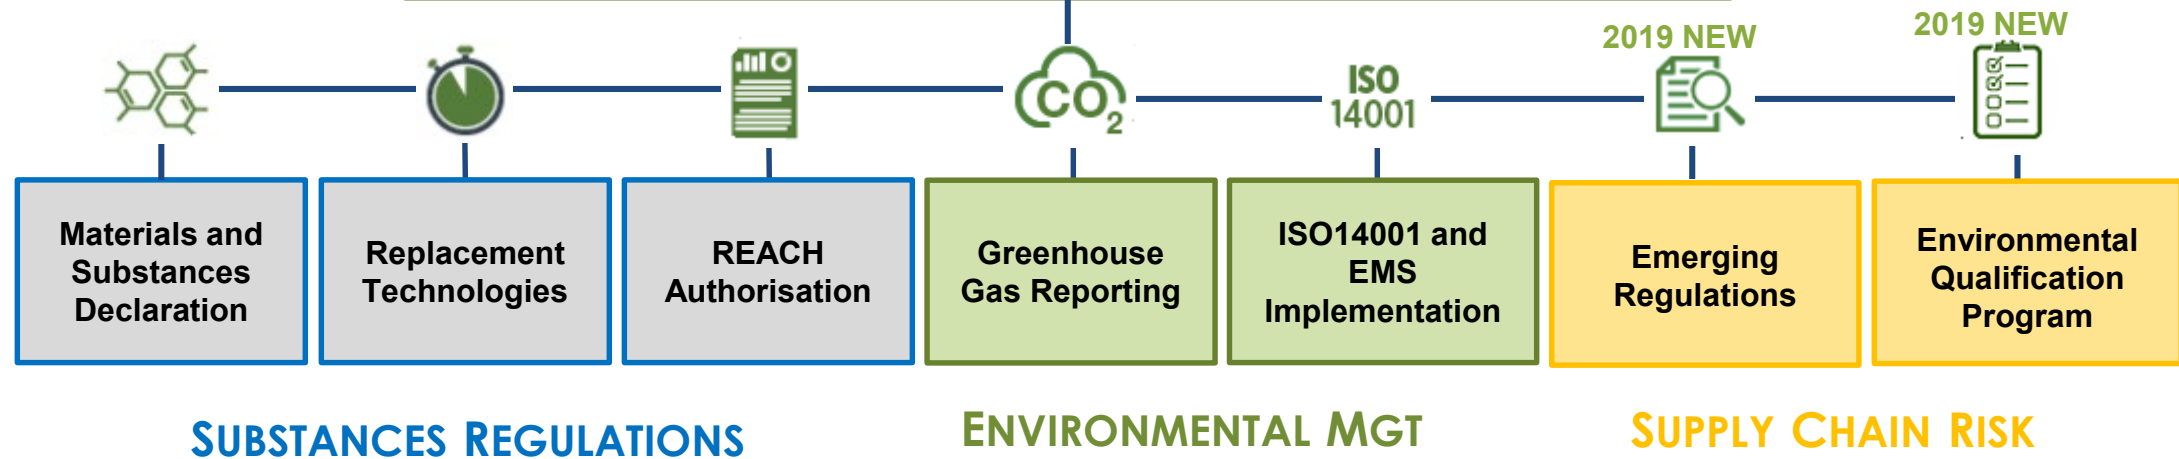 2019 NEW
2019 NEW
CO2
ISO
14001
Materials and
Substances
Declaration
Replacement
Technologies
REACH
Authorisation
Greenhouse
Gas Reporting
ISO14001 and
EMS
Implementation
Emerging
Regulations
Environmental
Qualification
Program
SUBSTANCES REGULATIONS
ENVIRONMENTAL MGT
SUPPLY CHAIN RISK